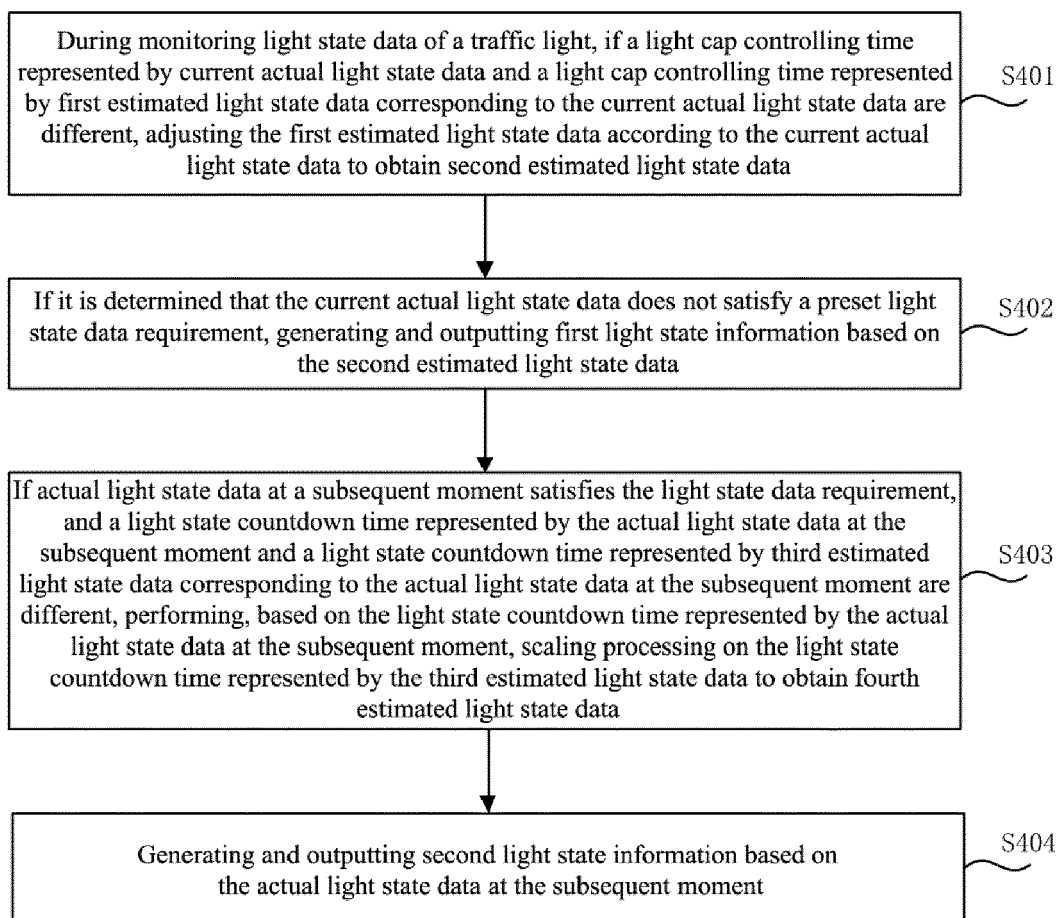 During monitoring light state data of a traffic light, if a light cap controlling time
represented by current actual light state data and a light cap controlling time represented
by first estimated light state data corresponding to the current actual light state data are
different, adjusting the first estimated light state data according to the current actual
light state data to obtain second estimated light state data
S401
If it is determined that the current actual light state data does not satisfy a preset light
state data requirement, generating and outputting first light state information based on
the second estimated light state data
S402
If actual light state data at a subsequent moment satisfies the light state data requirement,
and a light state countdown time represented by the actual light state data at the
subsequent moment and a light state countdown time represented by third estimated
light state data corresponding to the actual light state data at the subsequent moment are
different, performing, based on the light state countdown time represented by the actual
light state data at the subsequent moment, scaling processing on the light state
countdown time represented by the third estimated light state data to obtain fourth
estimated light state data
S403
Generating and outputting second light state information based on
the actual light state data at the subsequent moment
S404